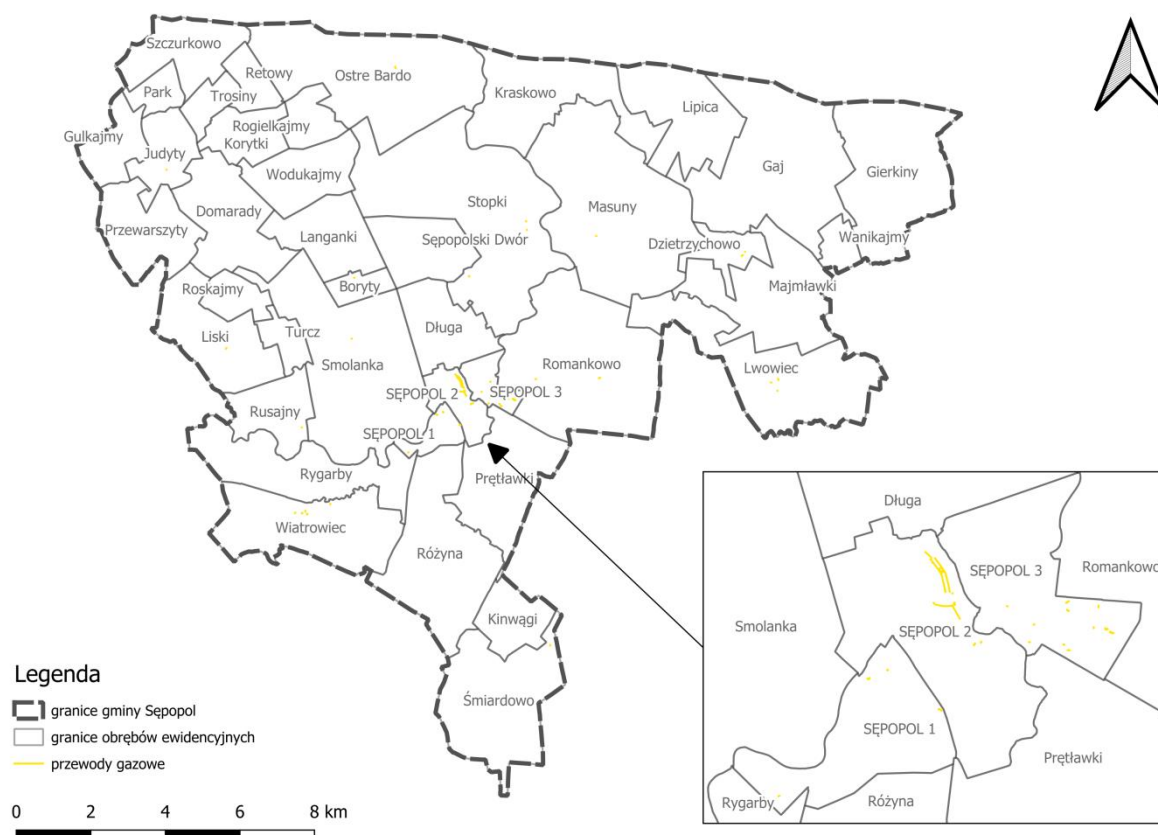 Szczurkowo
Retowy
Ostre Bardo
Park
Trosiny
Kraskowo
Lipica
Gulkajmy
Rogielkajmy
Korytki
Judyty
Wodukajmy
Gaj
Gierkiny
Stopki
Masuny
Domarady
Przewarszyty
Langanki
Sępopolski Dwór
Dzietrzychowo
Wanikajmy
Roskajmy
Boryty
Majmławki
Liski
Turcz
Długa
Smolanka
Romankowo
Lwowiec
SĘPOPOL 2
SĘPOPOL 3
Rusajny
SĘPOPOL 1
Rygarby
Prętławki
Wiatrowiec
Różyna
Kinwągi
Śmiardowo
Długa
SĘPOPOL 3
Romankowo
Smolanka
SĘPOPOL 2
SĘPOPOL 1
Prętławki
Rygarby
Różyna
Legenda
granice gminy Sępopol
granice obrębów ewidencyjnych
przewody gazowe
0 2 4 6 8 km